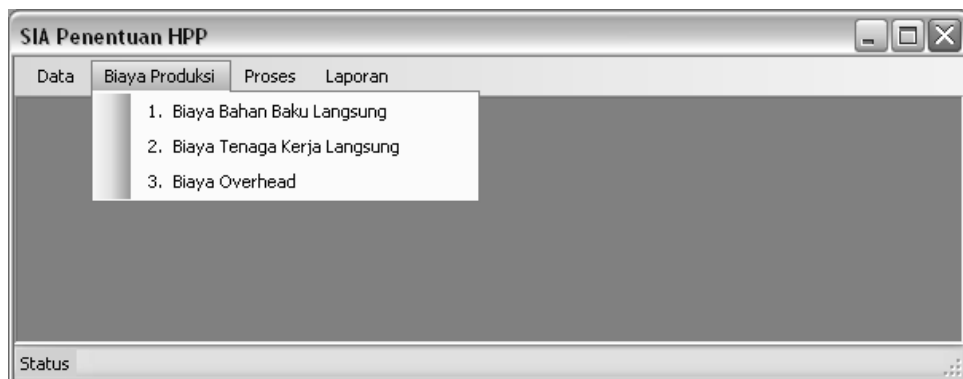 SIA Penentuan HPP
Data Biaya Produksi Proses Laporan
1. Biaya Bahan Baku Langsung
2. Biaya Tenaga Kerja Langsung
3. Biaya Overhead
Status